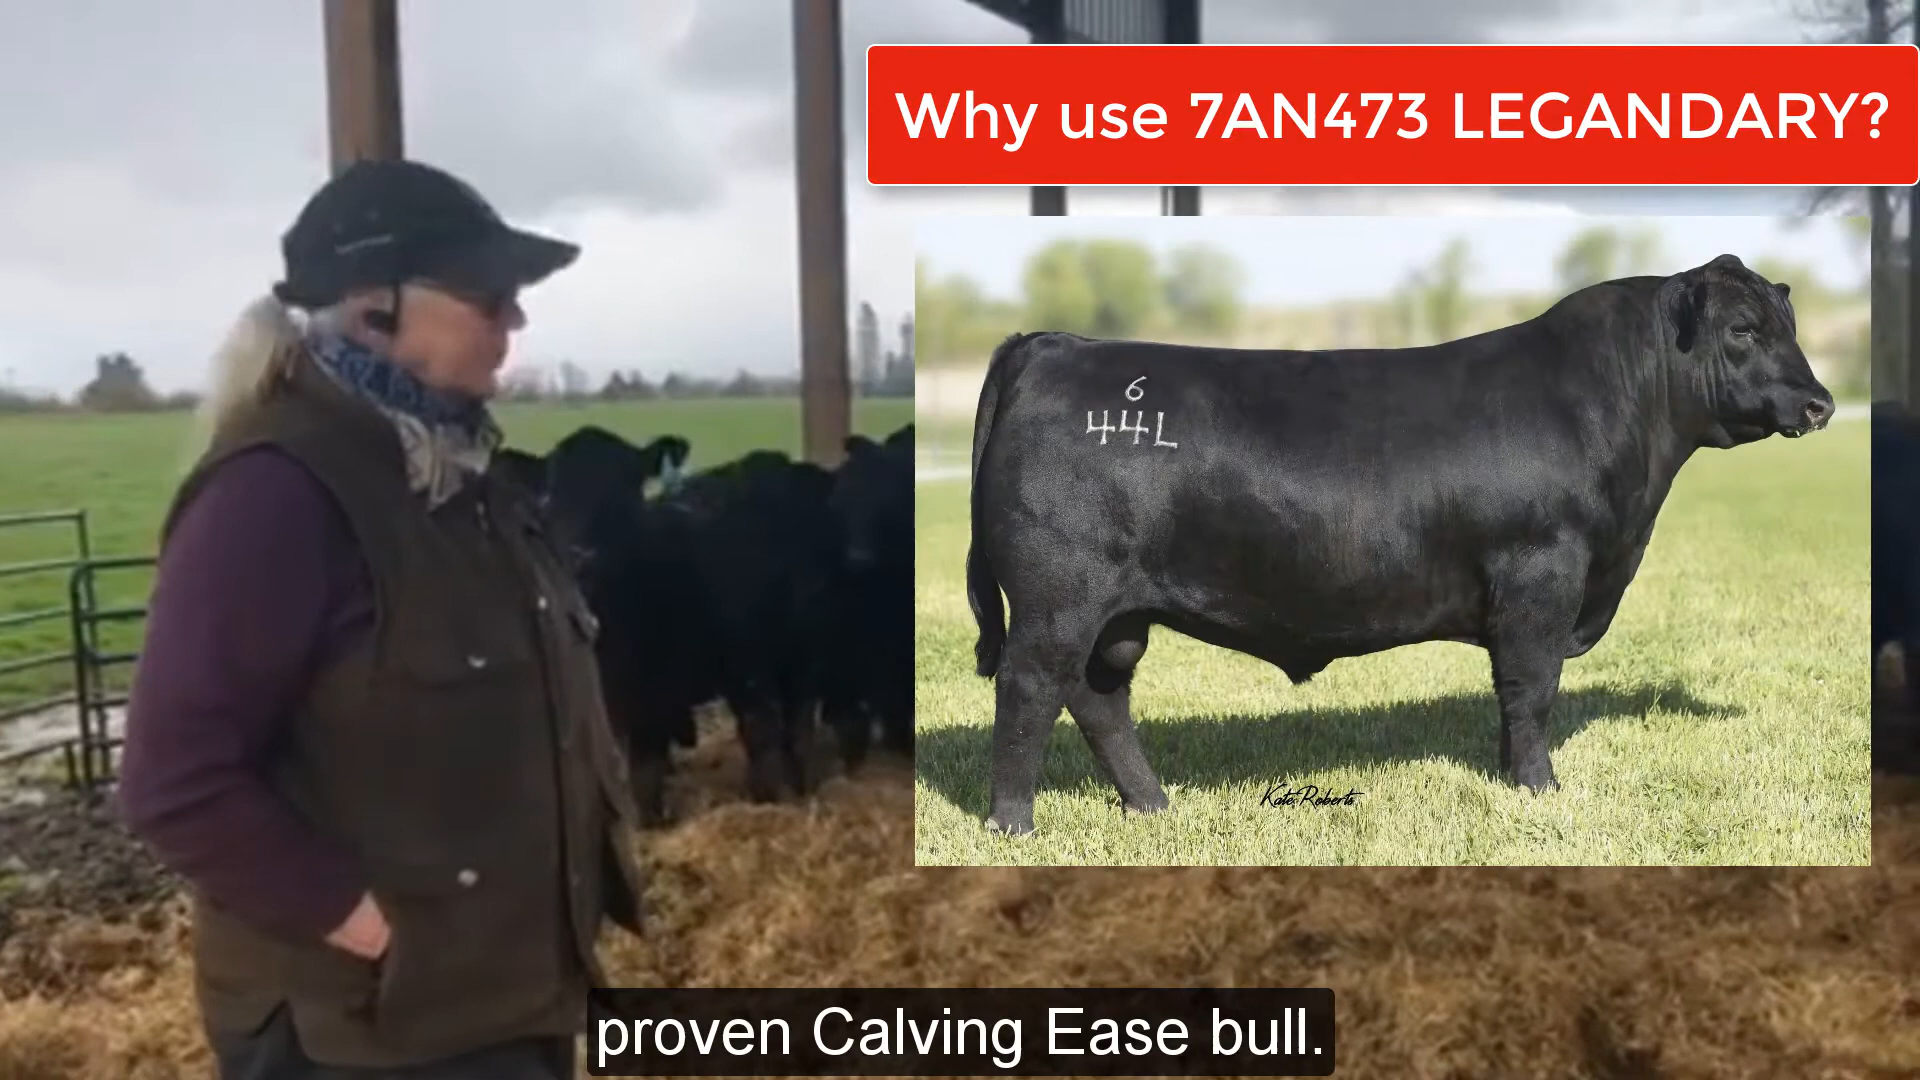 Why use 7AN473 LEGANDARY?
6
44L
Kate Roberts
proven Calving Ease bull.